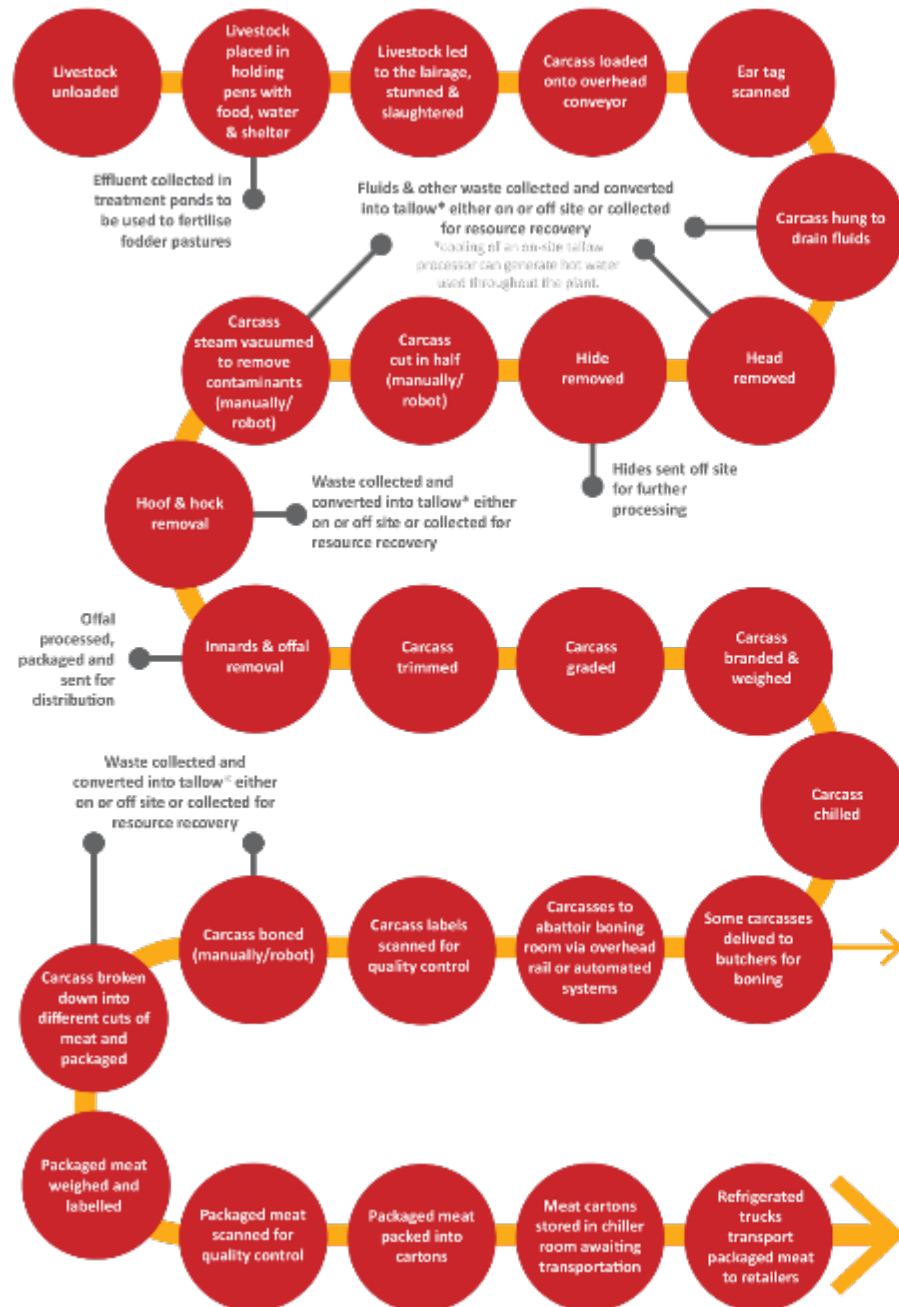 Livestock
unloaded
Livestock
placed in
holding
pens with
food, water
& shelter
Livestock led
to the lairage,
stunned &
slaughtered
Carcass loaded
onto overhead
conveyor
Ear tag
scanned
Effluent collected in
treatment ponds to
be used to fertilise
fodder pastures
Fluids & other waste collected and converted
into tallow* either on or off site or collected
for resource recovery
*cooling of an on-site tallow
processor can generate hot water
used throughout the plant.
Carcass hung to
drain fluids
Carcass
steam vacuumed
to remove
contaminants
(manually/
robot)
Carcass
cut in half
(manually/
robot)
Hide
removed
Head
removed
Hoof & hock
removal
Waste collected and
converted into tallow* either
on or off site or collected for
resource recovery
Hides sent off site
for further
processing
Offal
processed,
packaged and
sent for
distribution
Innards & offal
removal
Carcass
trimmed
Carcass
graded
Carcass
branded &
weighed
Waste collected and
converted into tallow* either
on or off site or collected for
resource recovery
Carcass
chilled
Carcass boned
(manually/robot)
Carcass labels
scanned for
quality control
Carcasses to
abattoir boning
room via overhead
rail or automated
systems
Some carcasses
delived to
butchers for
boning
Carcass broken
down into
different cuts of
meat and
packaged
Packaged meat
weighed and
labelled
Packaged meat
scanned for
quality control
Packaged meat
packed into
cartons
Meat cartons
stored in chiller
room awaiting
transportation
Refrigerated
trucks
transport
packaged meat
to retailers